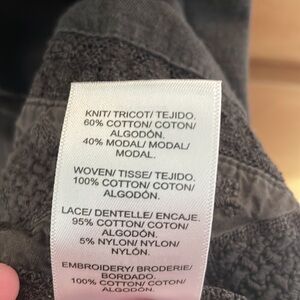 KNIT/ TRICOT/ TEJIDO.
60% COTTON/ COTON/
ALGODÓN.
40% MODAL/ MODAL/
MODAL.
WOVEN/ TISSE/ TEJIDO.
100% COTTON/ COTON/
ALGODÓN.
LACE/ DENTELLE/ ENCAJE.
95% COTTON/ COTON/
ALGODÓN.
5% NYLON/ NYLON/
NYLÓN.
EMBROIDERY/ BRODERIE/
BORDADO.
100% COTTON/ COTON/
ALGODÓN.